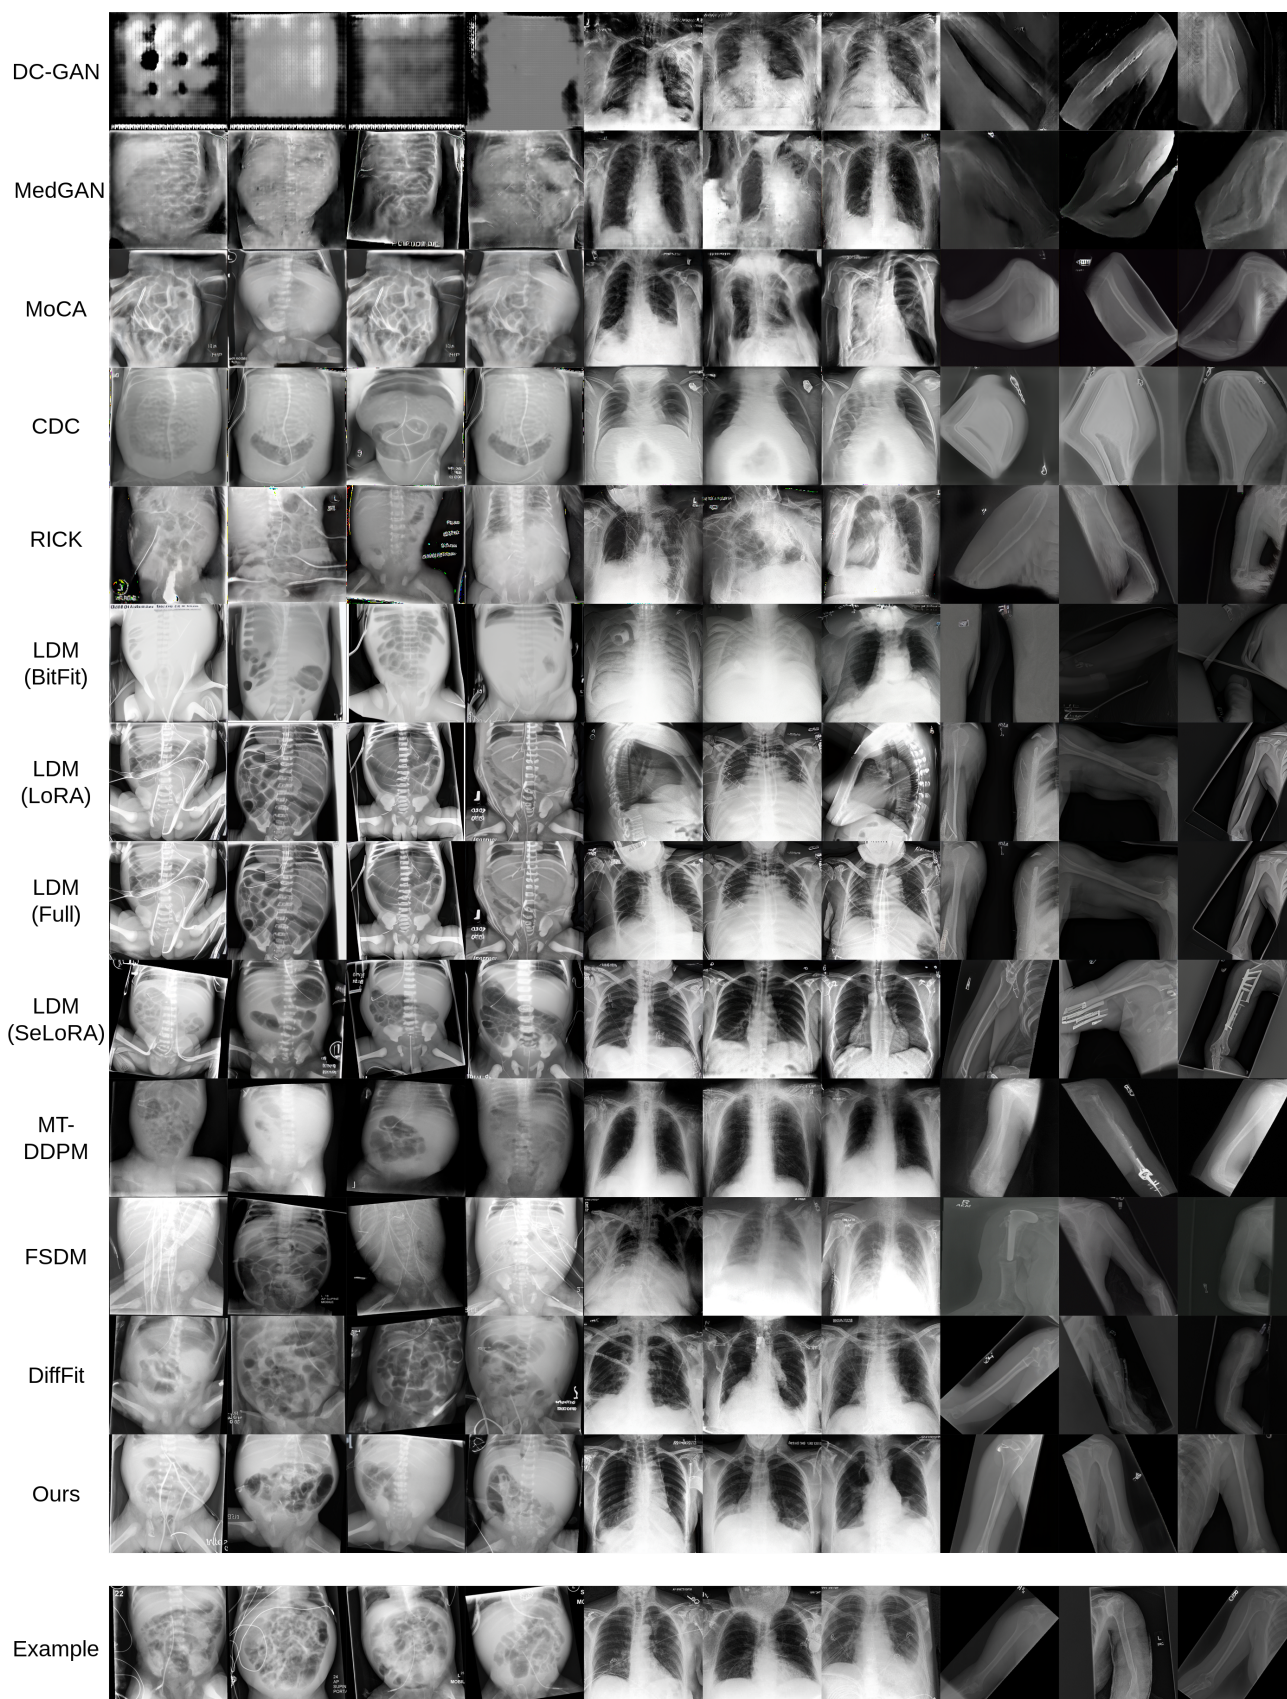 DC-GAN
MedGAN
MoCA
CDC
RICK
LDM
(BitFit)
LDM
(LoRA)
LDM
(Full)
LDM
(SeLoRA)
MT-
DDPM
FSDM
DiffFit
Ours
Example
22